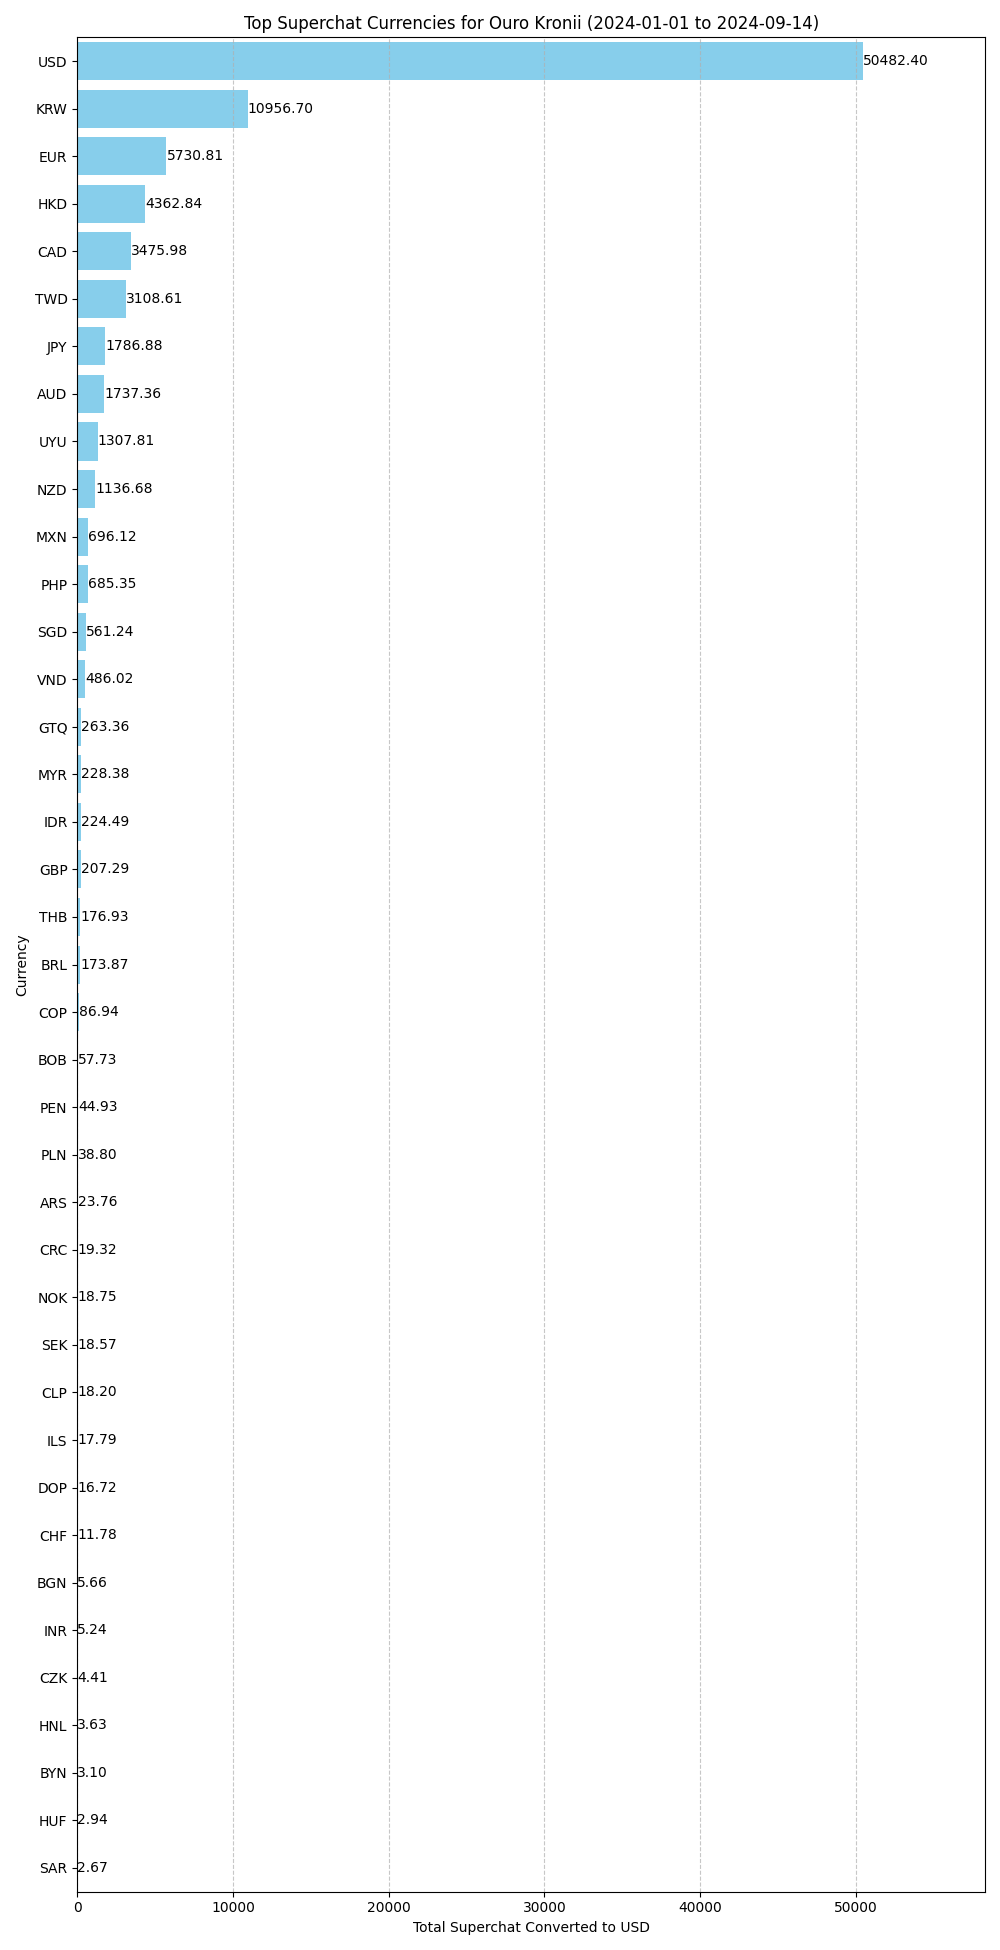 Top Superchat Currencies for Ouro Kronii (2024-01-01 to 2024-09-14)
USD 50482.40
KRW 10956.70
EUR 5730.81
HKD 4362.84
CAD 3475.98
TWD 3108.61
JPY 1786.88
AUD 1737.36
UYU 1307.81
NZD 1136.68
MXN 696.12
PHP 685.35
SGD 561.24
VND 486.02
GTQ 263.36
MYR 228.38
IDR 224.49
GBP 207.29
THB 176.93
BRL 173.87
COP 86.94
BOB 57.73
PEN 44.93
PLN 38.80
ARS 23.76
CRC 19.32
NOK 18.75
SEK 18.57
CLP 18.20
ILS 17.79
DOP 16.72
CHF 11.78
BGN 5.66
INR 5.24
CZK 4.41
HNL 3.63
BYN 3.10
HUF 2.94
SAR 2.67
Currency
0 10000 20000 30000 40000 50000
Total Superchat Converted to USD